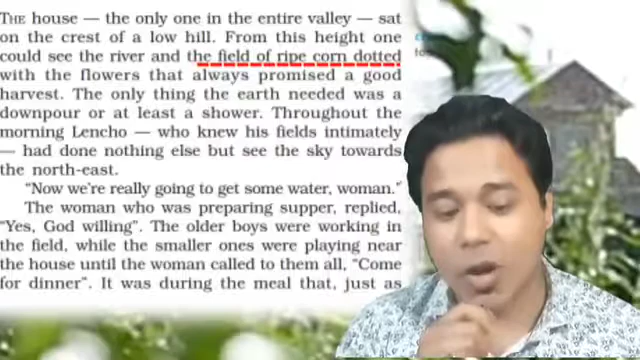 THE house — the only one in the entire valley — sat
on the crest of a low hill. From this height one
could see the river and the field of ripe corn dotted
with the flowers that always promised a good
harvest. The only thing the earth needed was a
downpour or at least a shower. Throughout the
morning Lencho — who knew his fields intimately
— had done nothing else but see the sky towards
the north-east.
“Now we're really going to get some water, woman.”
The woman who was preparing supper, replied,
“Yes, God willing”. The older boys were working in
the field, while the smaller ones were playing near
the house until the woman called to them all, “Come
for dinner”. It was during the meal that, just as